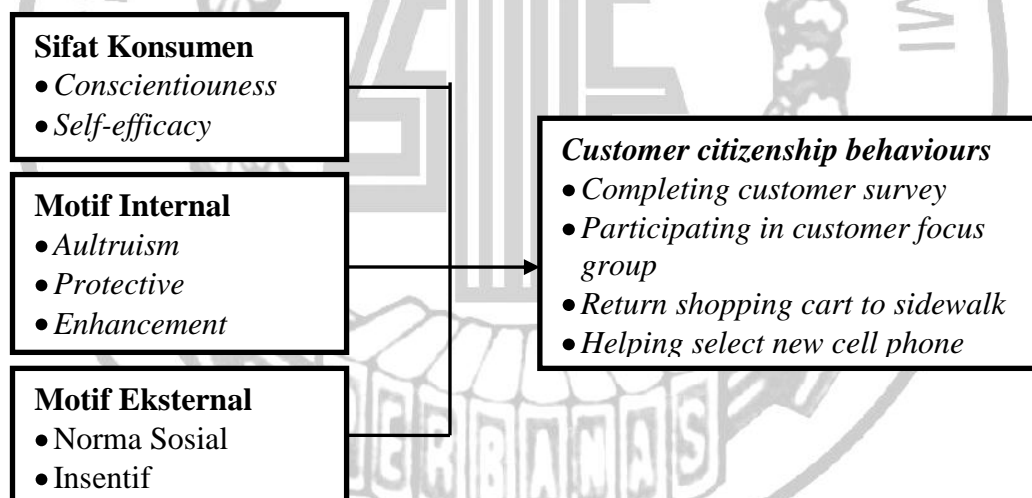 Sifat Konsumen
• Conscientiouness
• Self-efficacy
Motif Internal
• Aultruism
• Protective
• Enhancement
Motif Eksternal
• Norma Sosial
• Insentif
Customer citizenship behaviours
• Completing customer survey
• Participating in customer focus
group
• Return shopping cart to sidewalk
• Helping select new cell phone